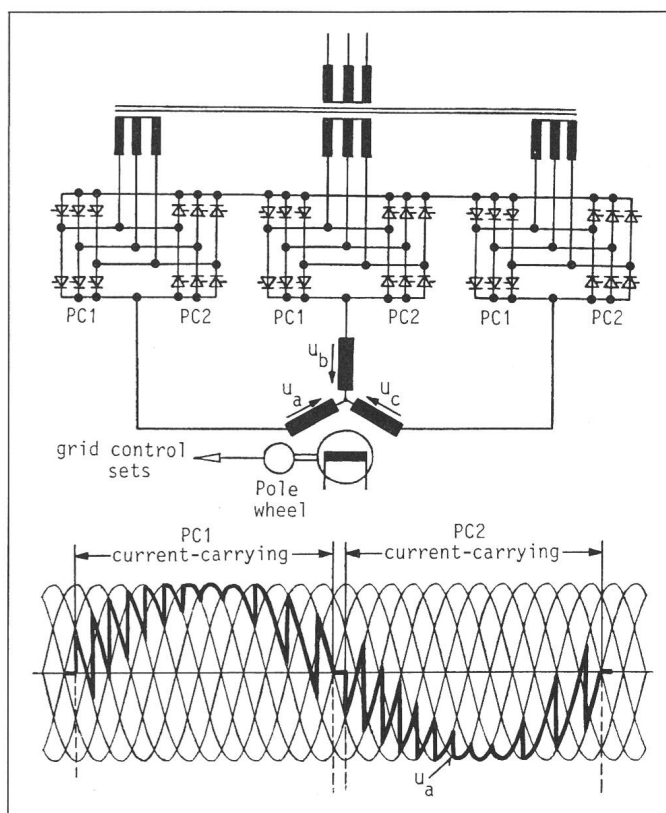 PC1 PC2 PC1 PC2 PC1 PC2
u_b
u_a u_c
grid control
sets
Pole
wheel
PC1 PC2
current-carrying current-carrying
u_a